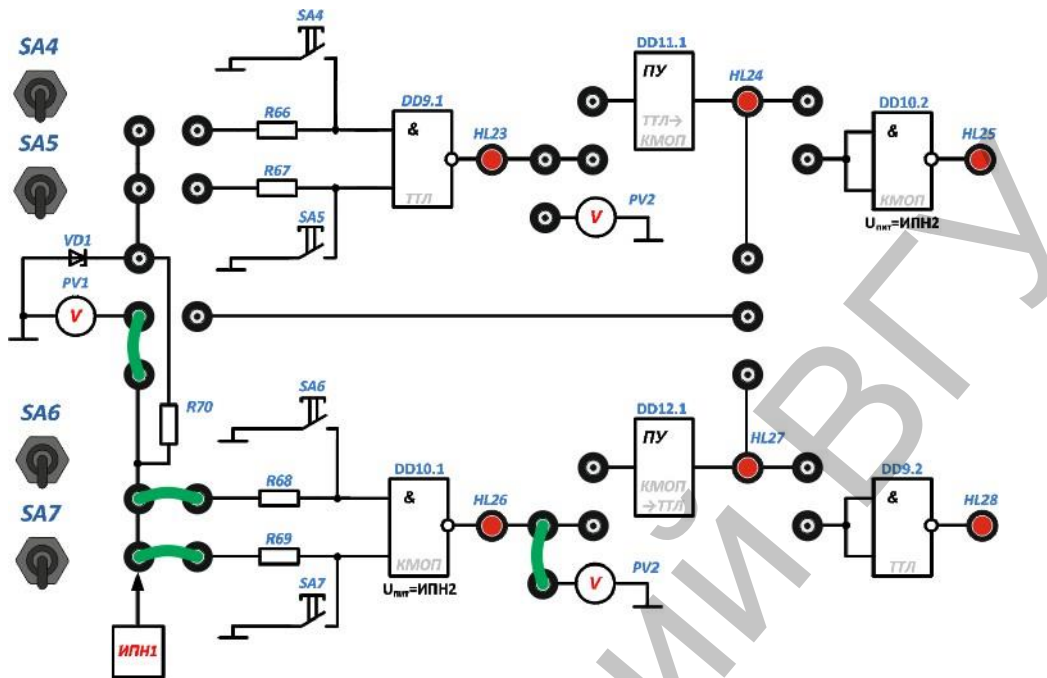 SA4
SA4
SA5
SA5
R66
R67
DD9.1
&
ТТЛ
HL23
DD11.1
ПУ
ТТЛ→
КМОП
HL24
DD10.2
&
КМОП
Uпит=ИПН2
HL25
PV2
V
VD1
PV1
V
R70
SA6
SA6
SA7
SA7
R68
R69
DD10.1
&
КМОП
Uпит=ИПН2
HL26
DD12.1
ПУ
КМОП
→ТТЛ
HL27
DD9.2
&
ТТЛ
HL28
PV2
V
ИПН1
ИЙ ВГУ